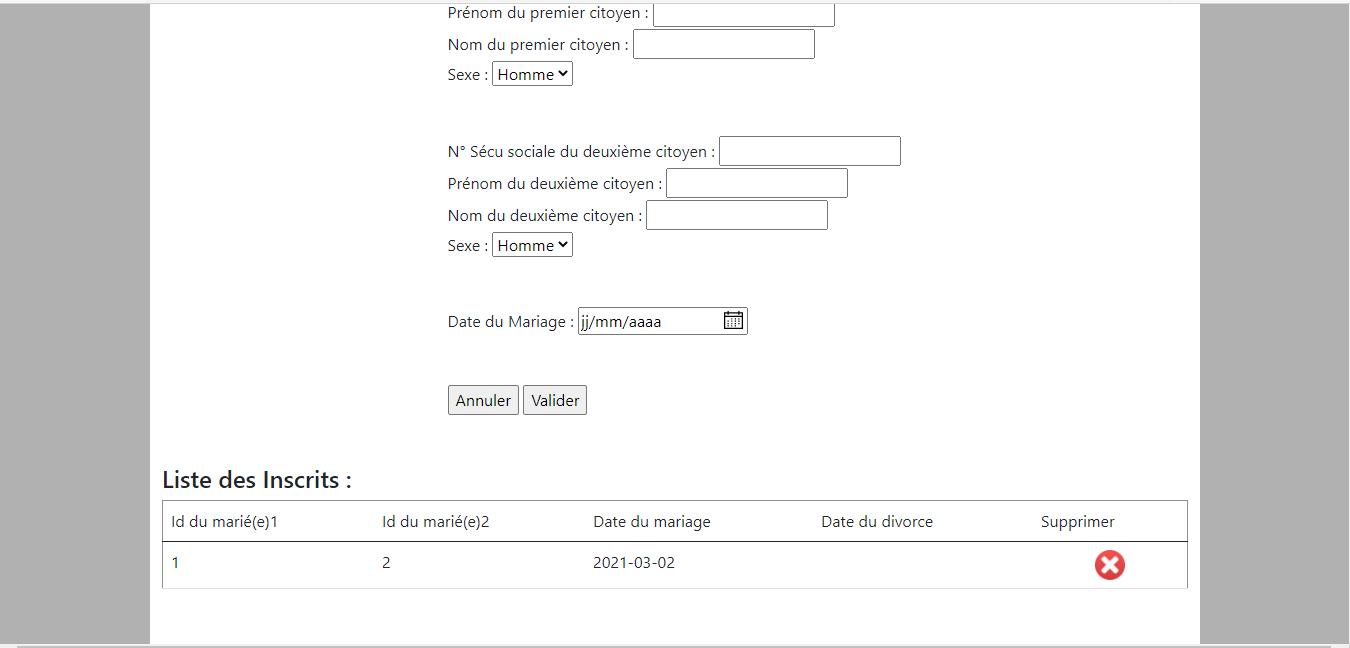 Prénom du premier citoyen :
Nom du premier citoyen :
Sexe : Homme
N° Sécu sociale du deuxième citoyen :
Prénom du deuxième citoyen :
Nom du deuxième citoyen :
Sexe : Homme
Date du Mariage : jj/mm/aaaa
Annuler Valider
Liste des Inscrits :
Id du marié(e)1 Id du marié(e)2 Date du mariage Date du divorce Supprimer
1 2 2021-03-02